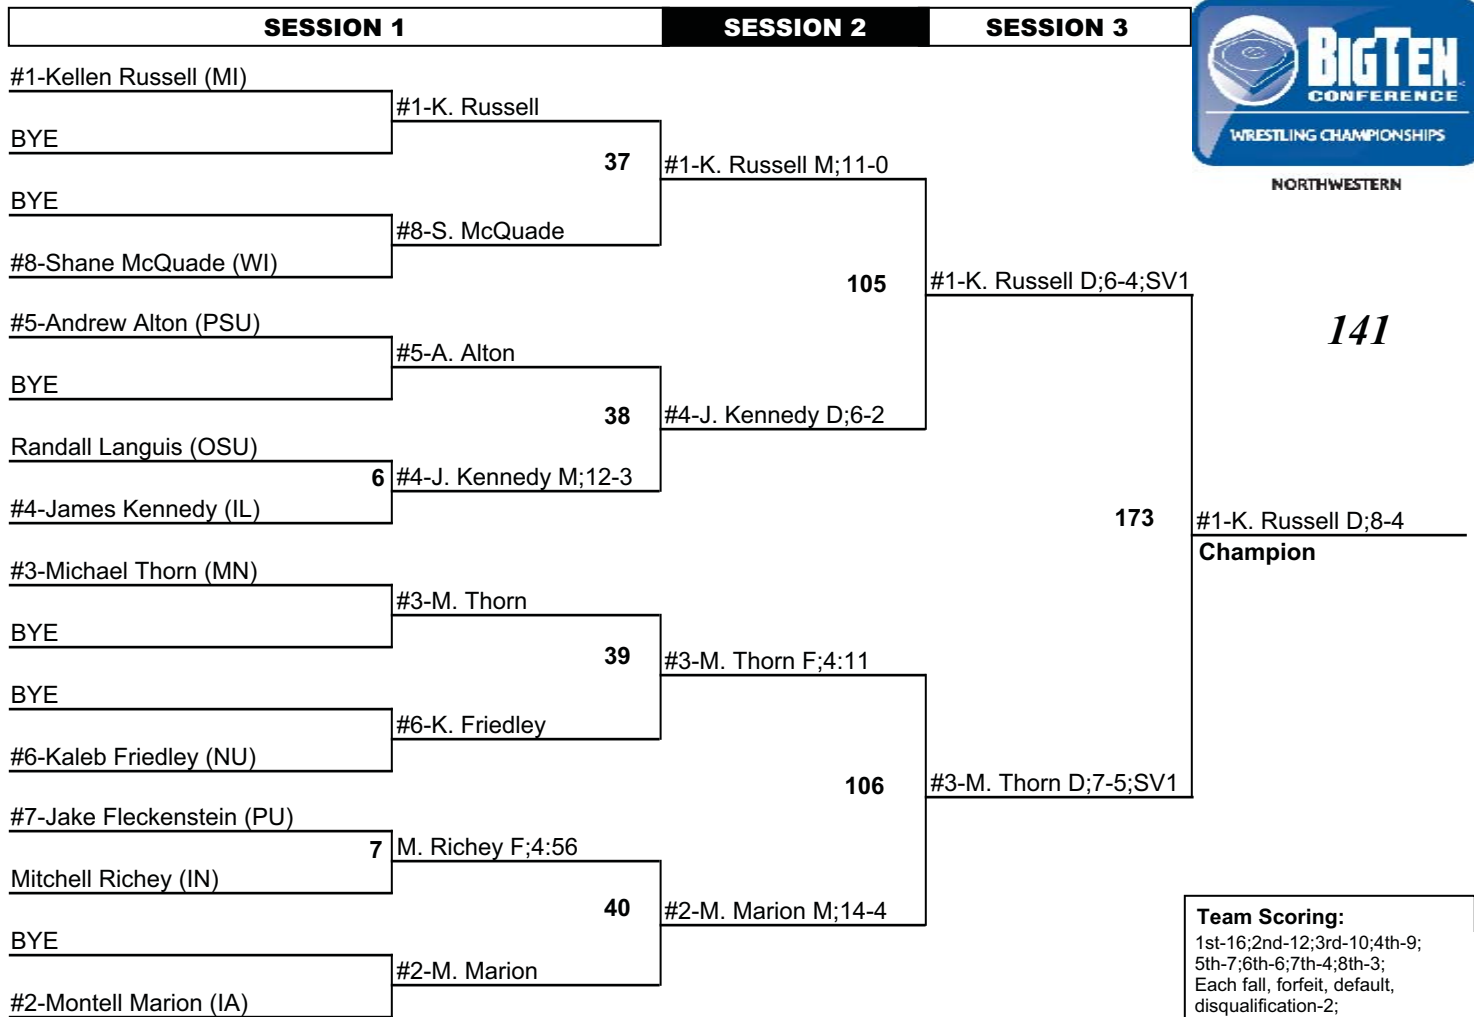 SESSION 1
SESSION 2
SESSION 3
BIGTEN
CONFERENCE
WRESTLING CHAMPIONSHIPS
NORTHWESTERN
#1-Kellen Russell (MI)
#1-K. Russell
BYE
37
#1-K. Russell M;11-0
BYE
#8-S. McQuade
#8-Shane McQuade (WI)
105
#1-K. Russell D;6-4;SV1
141
#5-Andrew Alton (PSU)
#5-A. Alton
BYE
38
#4-J. Kennedy D;6-2
Randall Languis (OSU)
6
#4-J. Kennedy M;12-3
#4-James Kennedy (IL)
173
#1-K. Russell D;8-4
Champion
#3-Michael Thorn (MN)
#3-M. Thorn
BYE
39
#3-M. Thorn F;4:11
BYE
#6-K. Friedley
#6-Kaleb Friedley (NU)
106
#3-M. Thorn D;7-5;SV1
#7-Jake Fleckenstein (PU)
7
M. Richey F;4:56
Mitchell Richey (IN)
40
#2-M. Marion M;14-4
BYE
#2-M. Marion
#2-Montell Marion (IA)
Team Scoring:
1st-16;2nd-12;3rd-10;4th-9;
5th-7;6th-6;7th-4;8th-3;
Each fall, forfeit, default,
disqualification-2;